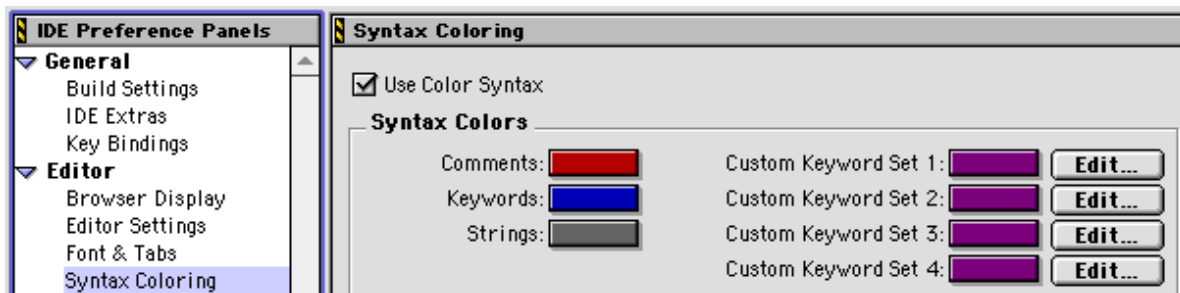 IDE Preference Panels
General
Build Settings
IDE Extras
Key Bindings
Editor
Browser Display
Editor Settings
Font & Tabs
Syntax Coloring
Syntax Coloring
Use Color Syntax
Syntax Colors
Comments:
Keywords:
Strings:
Custom Keyword Set 1: Edit...
Custom Keyword Set 2: Edit...
Custom Keyword Set 3: Edit...
Custom Keyword Set 4: Edit...